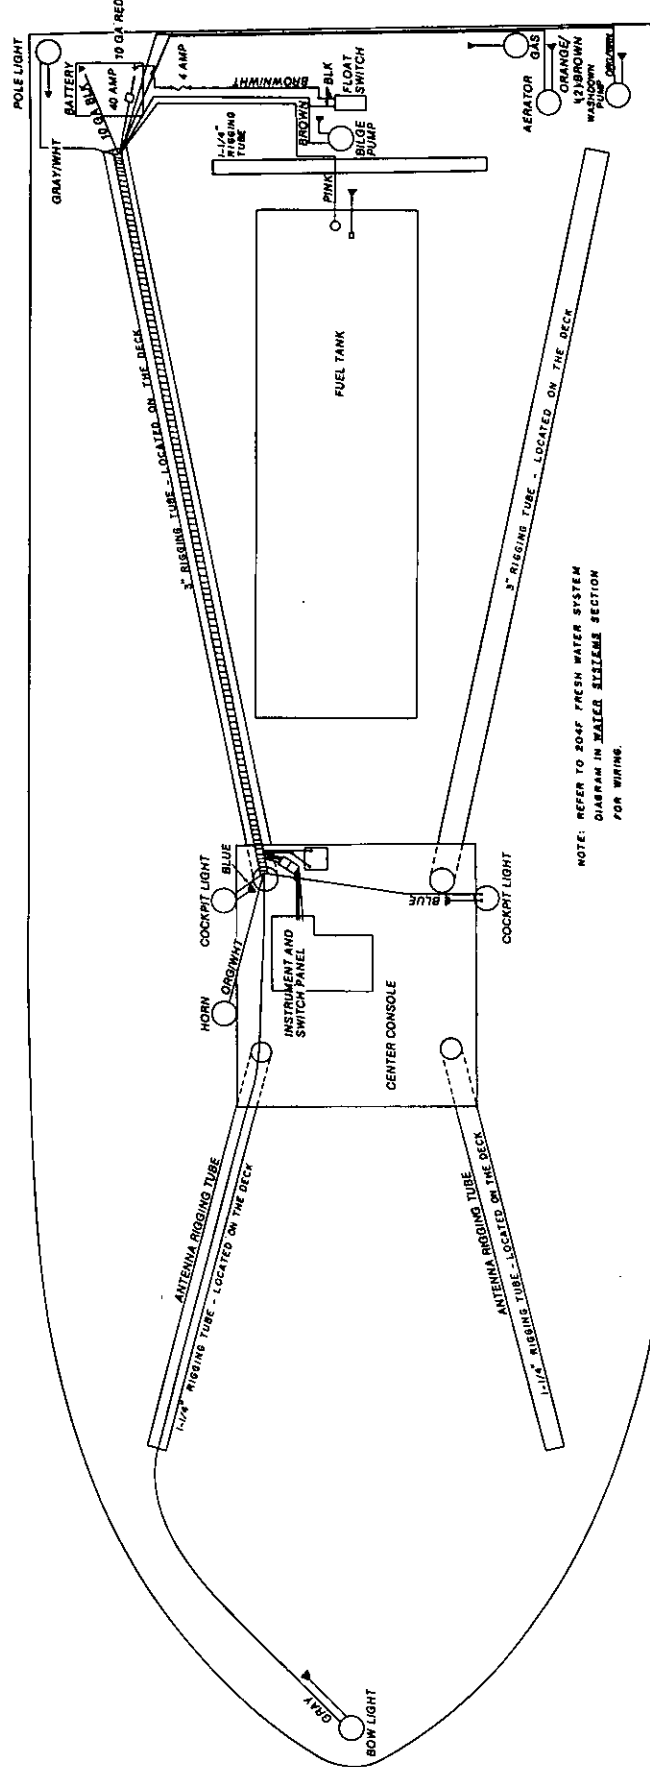 POLE LIGHT
GRAY/WHT
BATTERY
10 GA BLK
40 AMP
10 GA RED
4 AMP
BROWN/WHT
BLK
FLOAT
SWITCH
BROWN
BILGE
PUMP
1-1/4"
RIGGING
TUBE
PINK
GAS
AERATOR
ORANGE/
(2)BROWN
WASHDOWN
PUMP
ORG/WHT
FUEL TANK
3" RIGGING TUBE - LOCATED ON THE DECK
3" RIGGING TUBE - LOCATED ON THE DECK
NOTE: REFER TO 204F FRESH WATER SYSTEM
DIAGRAM IN WATER SYSTEMS SECTION
FOR WIRING.
COCKPIT LIGHT
BLUE
HORN
ORG/WHT
INSTRUMENT AND
SWITCH PANEL
CENTER CONSOLE
BLUE
COCKPIT LIGHT
ANTENNA RIGGING TUBE
1-1/4" RIGGING TUBE - LOCATED ON THE DECK
ANTENNA RIGGING TUBE
1-1/4" RIGGING TUBE - LOCATED ON THE DECK
GRAY
BOW LIGHT